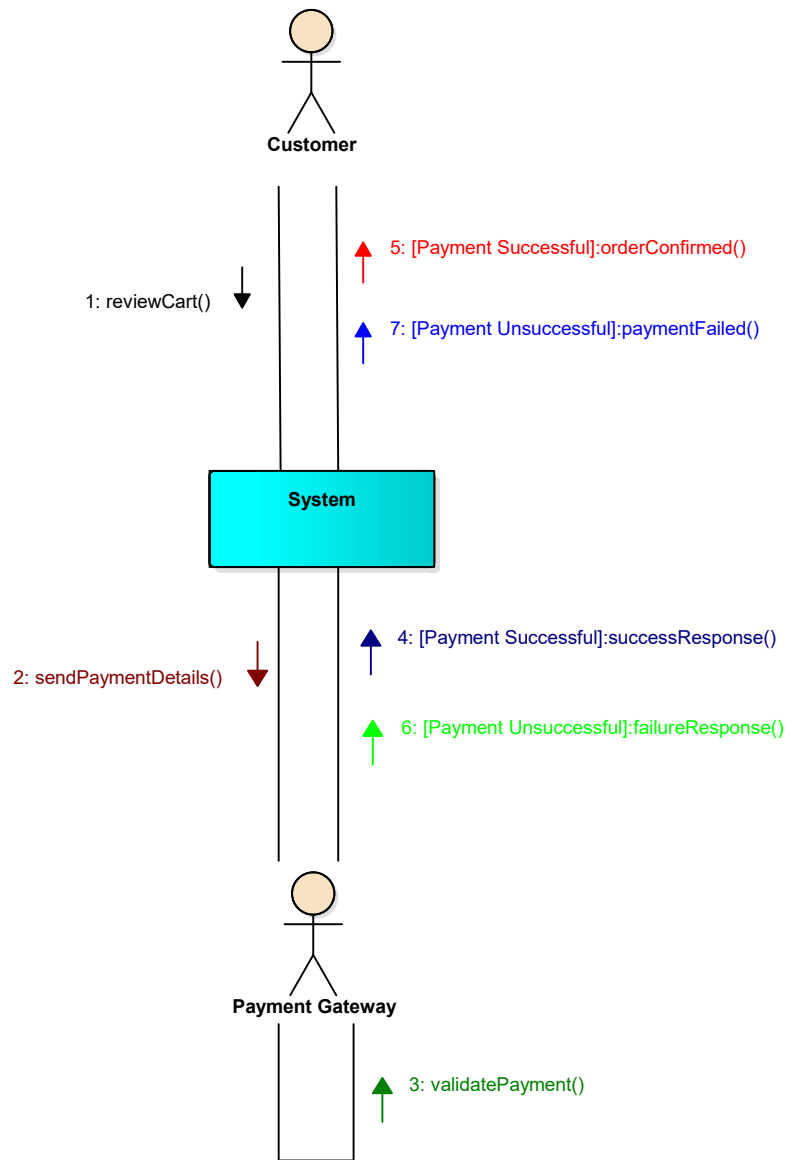 Customer
5: [Payment Successful]:orderConfirmed()
1: reviewCart()
7: [Payment Unsuccessful]:paymentFailed()
System
4: [Payment Successful]:successResponse()
2: sendPaymentDetails()
6: [Payment Unsuccessful]:failureResponse()
Payment Gateway
3: validatePayment()